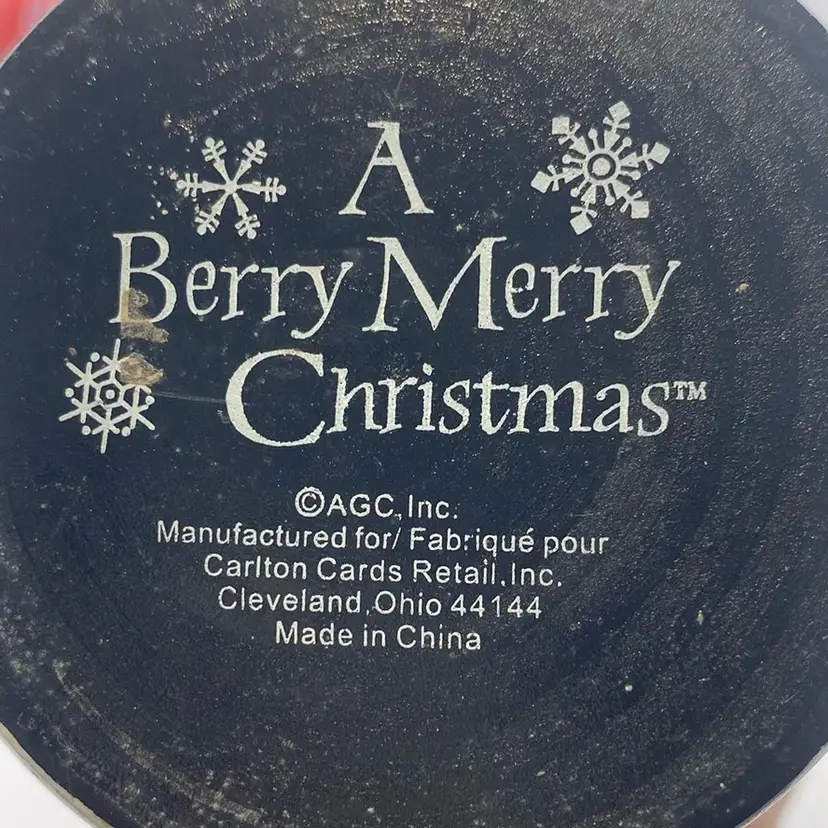 A
Berry Merry
Christmas™
©AGC, Inc.
Manufactured for/ Fabriqué pour
Carlton Cards Retail, Inc.
Cleveland, Ohio 44144
Made in China